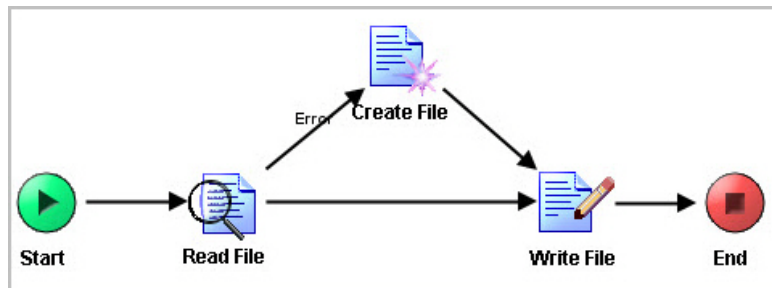 Error
Create File
Start
Read File
Write File
End